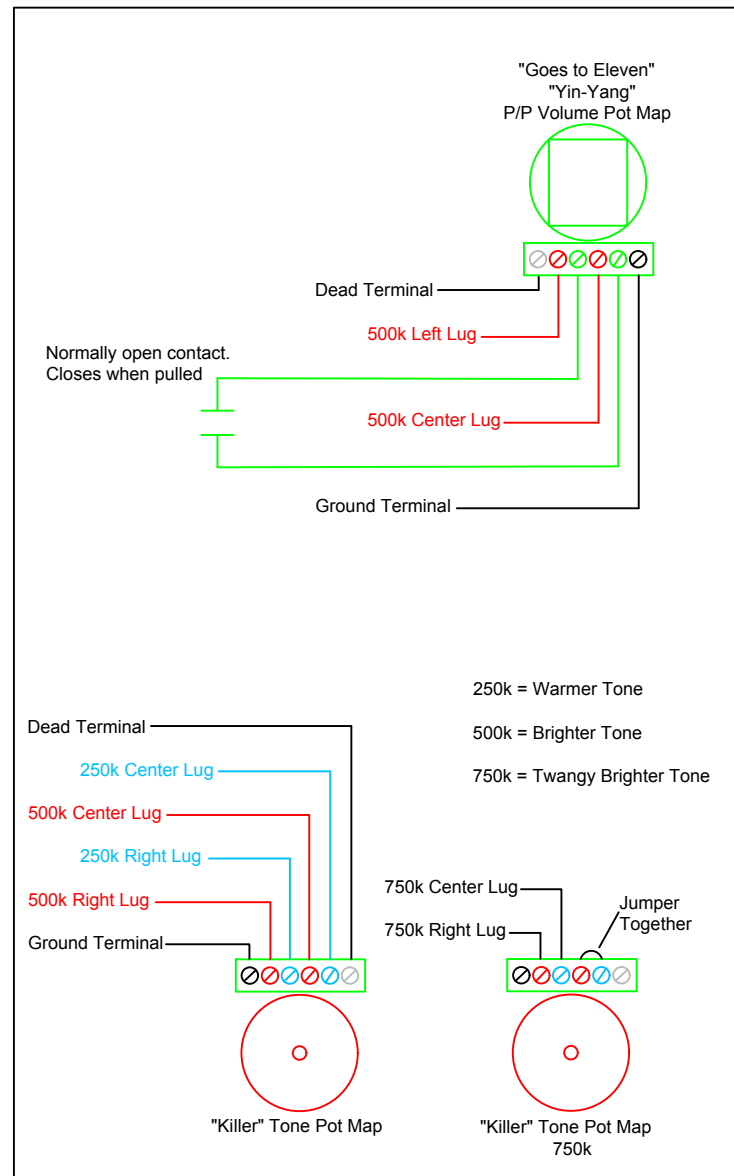 "Goes to Eleven"
"Yin-Yang"
P/P Volume Pot Map
Dead Terminal
500k Left Lug
Normally open contact.
Closes when pulled
500k Center Lug
Ground Terminal
250k = Warmer Tone
500k = Brighter Tone
750k = Twangy Brighter Tone
Dead Terminal
250k Center Lug
500k Center Lug
250k Right Lug
500k Right Lug
Ground Terminal
"Killer" Tone Pot Map
750k Center Lug
750k Right Lug
Jumper
Together
"Killer" Tone Pot Map
750k